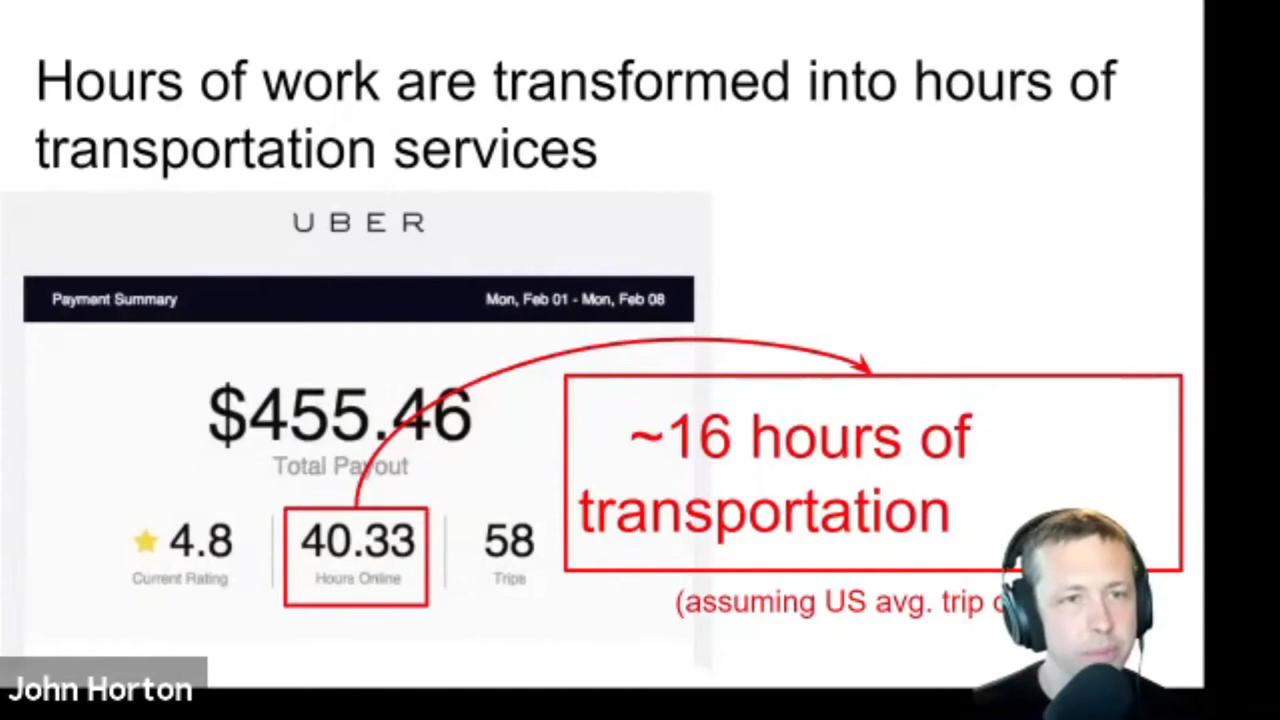 Hours of work are transformed into hours of
transportation services
UBER
Payment Summary
Mon, Feb 01 - Mon, Feb 08
$455.46
Total Payout
4.8
Current Rating
40.33
Hours Online
58
Trips
~16 hours of
transportation
(assuming US avg. trip
John Horton